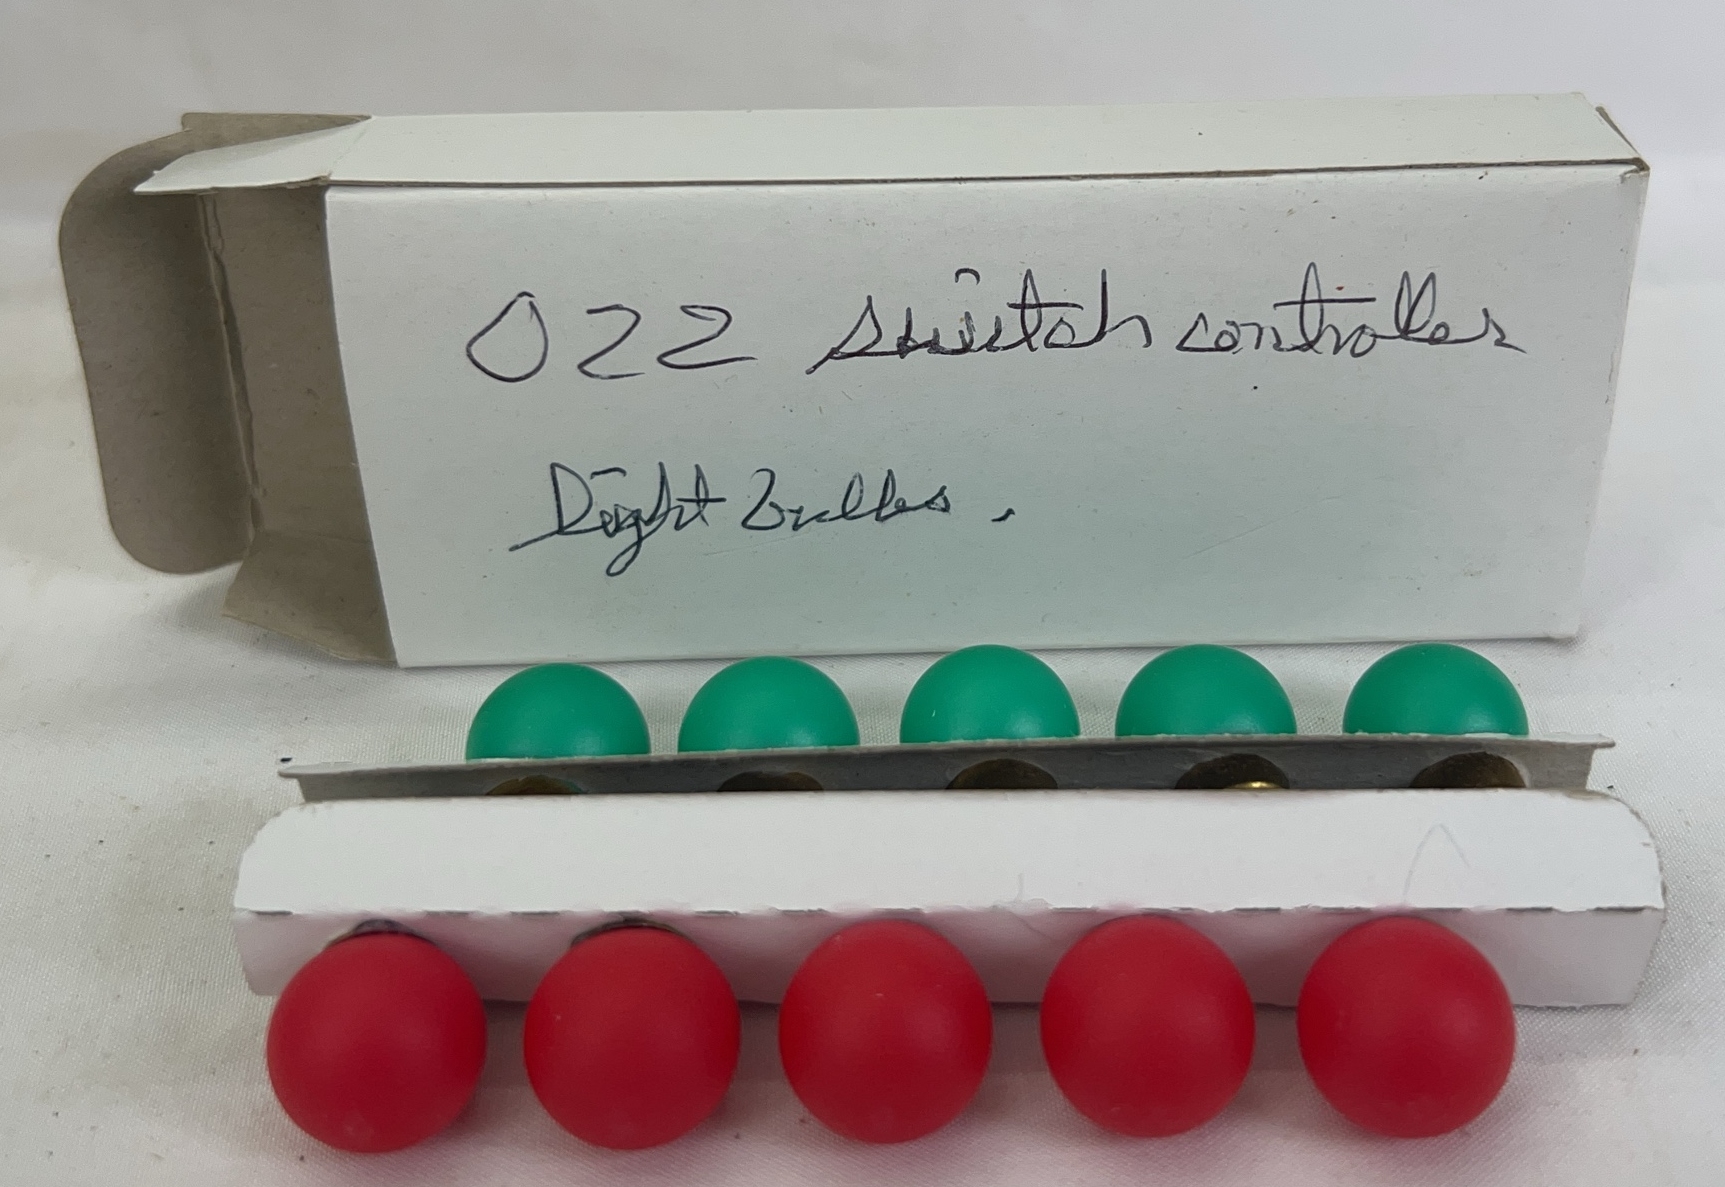 022 switch controller
Light Bulbs.